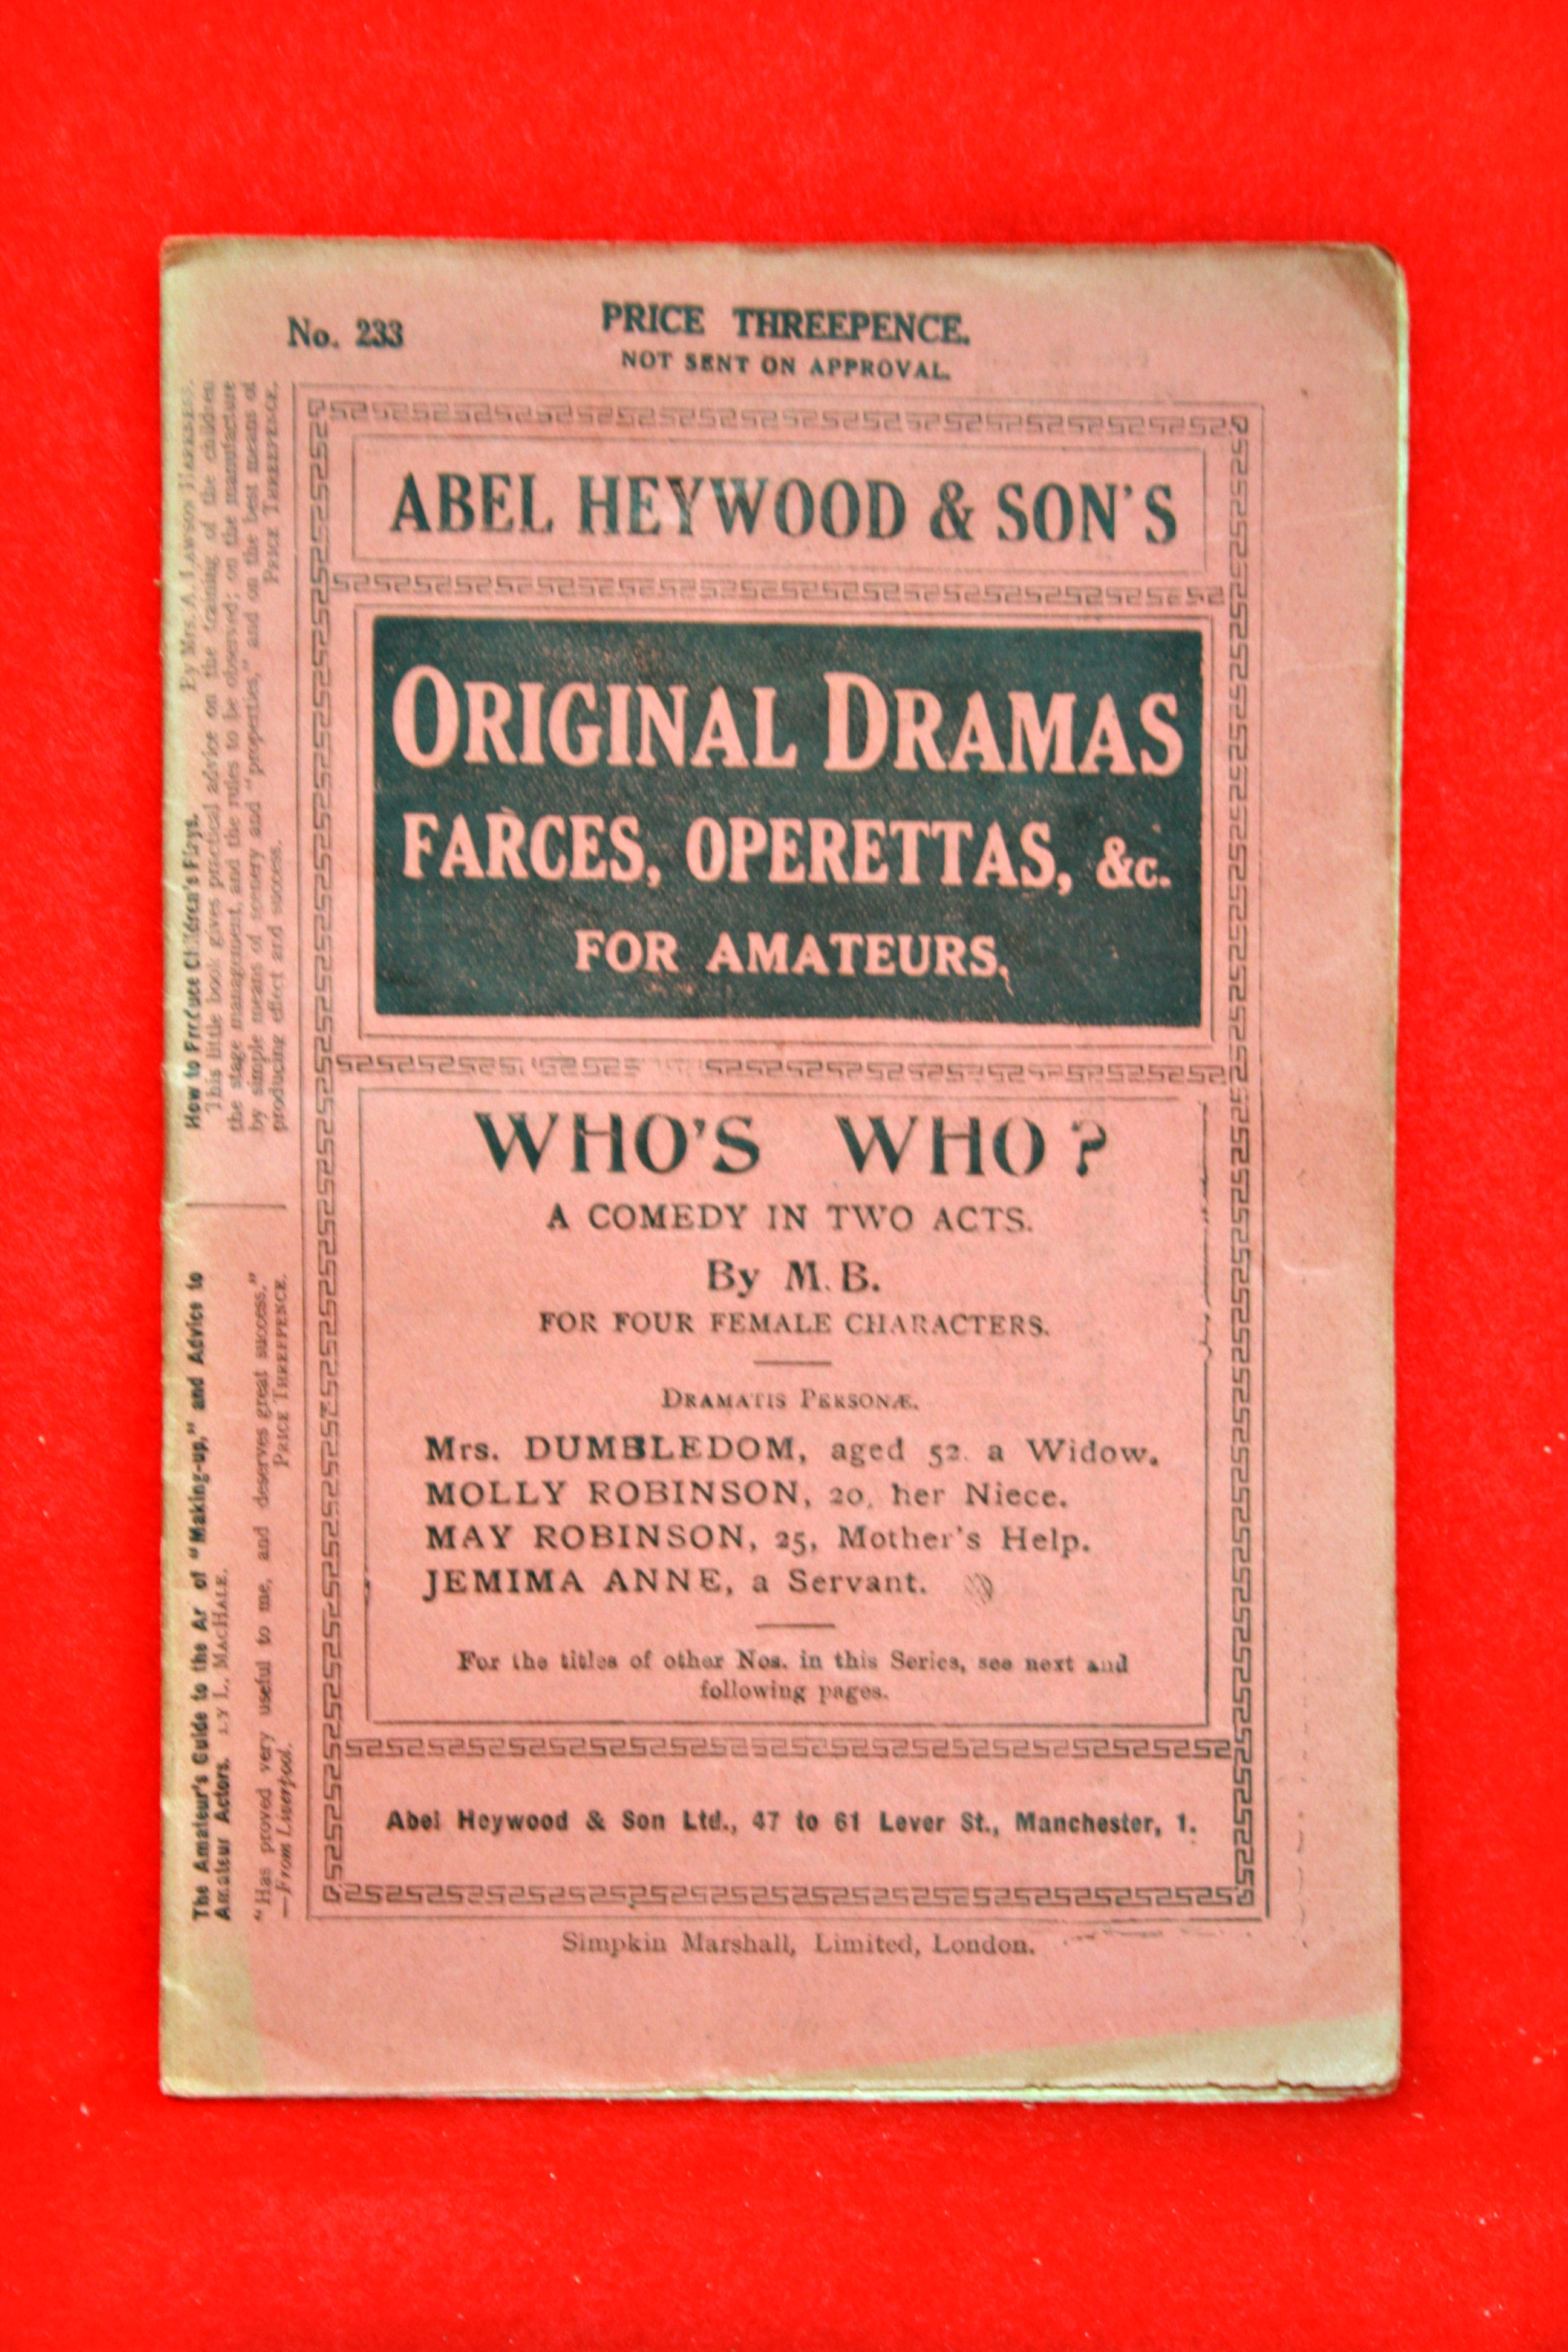 No. 233
PRICE THREEPENCE.
NOT SENT ON APPROVAL.
ABEL HEYWOOD & SON'S
ORIGINAL DRAMAS
FARCES, OPERETTAS, &c.
FOR AMATEURS.
WHO'S WHO?
A COMEDY IN TWO ACTS.
By M.B.
FOR FOUR FEMALE CHARACTERS.
DRAMATIS PERSONÆ.
Mrs. DUMBLEDOM, aged 52. a Widow.
MOLLY ROBINSON, 20, her Niece.
MAY ROBINSON, 25, Mother's Help.
JEMIMA ANNE, a Servant.
For the titles of other Nos. in this Series, see next and
following pages.
Abel Heywood & Son Ltd., 47 to 61 Lever St., Manchester, 1.
Simpkin Marshall, Limited, London.
The Amateur's Guide to the Ar of "Making-up," and Advice to
Amateur Actors. BY L. MACHALE.
"Has proved very useful to me, and deserves great success."
—From Liverpool. PRICE THREEPENCE.
How to Produce Children's Plays. By Mrs. A. LAWSON HARKNESS.
This little book gives practical advice on the training of the children
the stage management, and the rules to be observed; on the manufacture
by simple means of scenery and "properties," and on the best means of
producing effect and success. PRICE THREEPENCE.